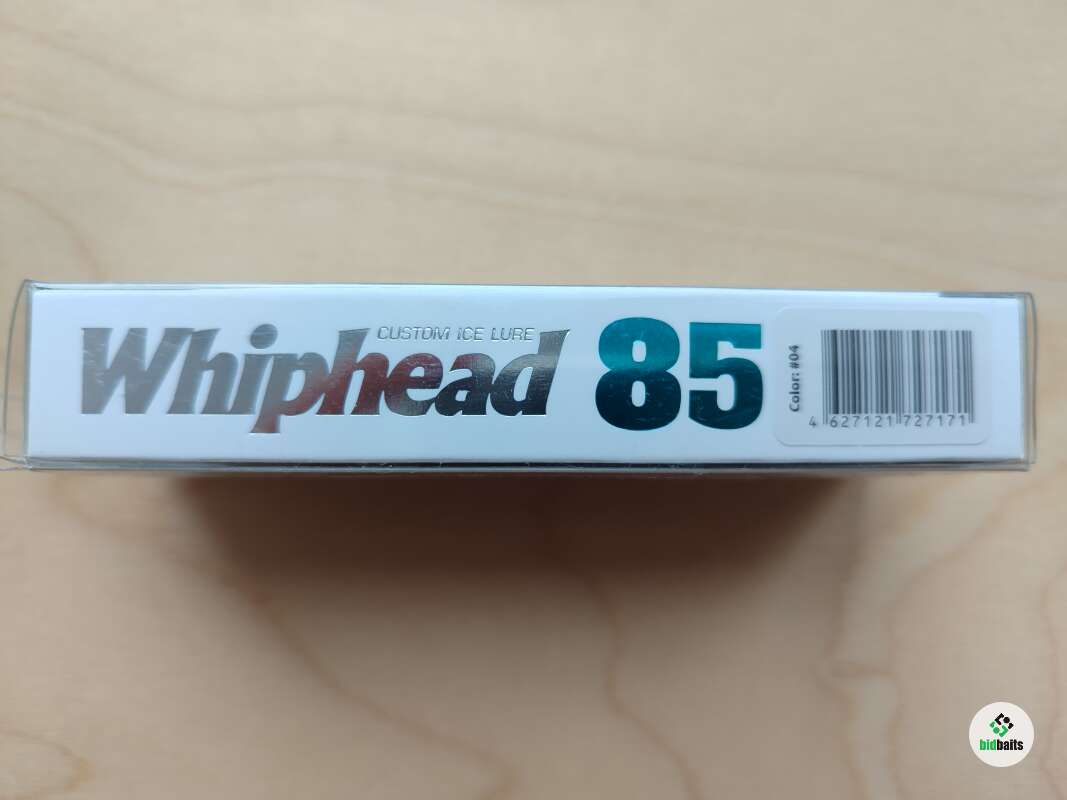 CUSTOM ICE LURE
Whiphead 85
Color: #04
4 627121 727171
bidbaits